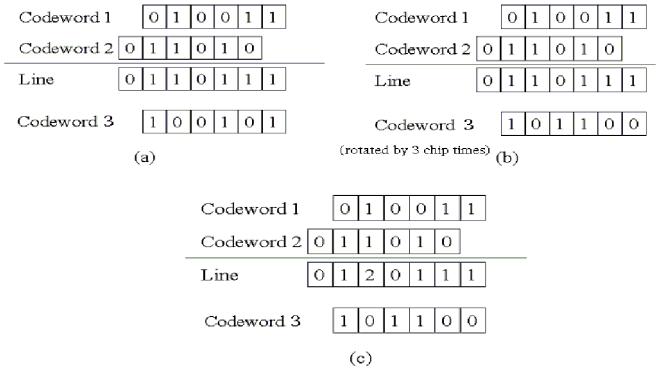 Codeword 1 0 1 0 0 1 1
Codeword 2 0 1 1 0 1 0
Line 0 1 1 0 1 1 1
Codeword 3 1 0 0 1 0 1
(a)
Codeword 1 0 1 0 0 1 1
Codeword 2 0 1 1 0 1 0
Line 0 1 1 0 1 1 1
Codeword 3 1 0 1 1 0 0
(rotated by 3 chip times) (b)
Codeword 1 0 1 0 0 1 1
Codeword 2 0 1 1 0 1 0
Line 0 1 2 0 1 1 1
Codeword 3 1 0 1 1 0 0
(c)